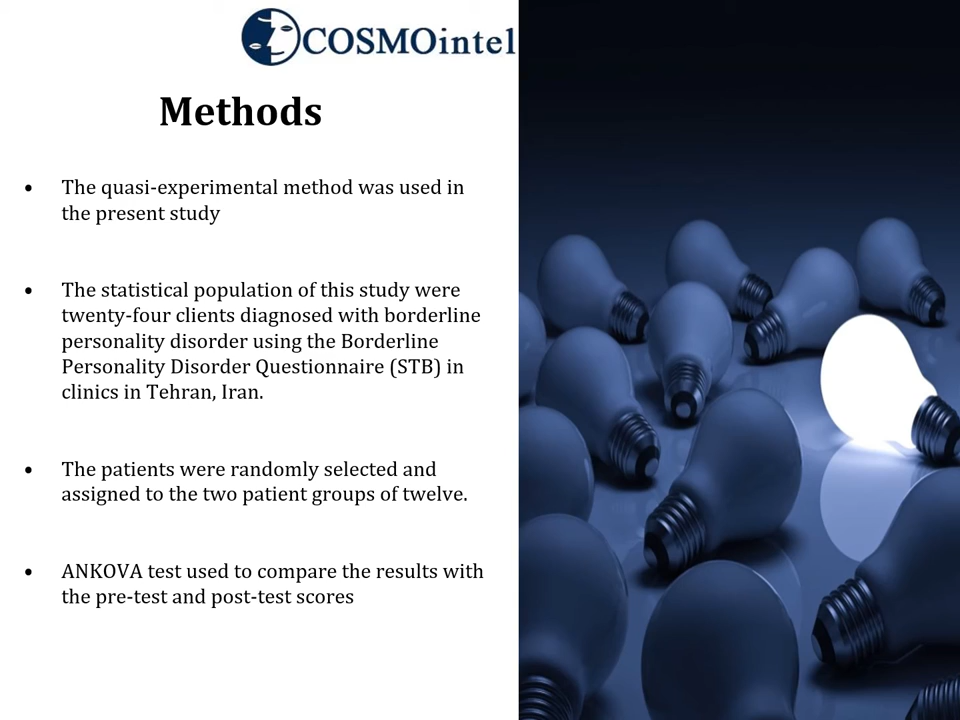 COSMOintel
Methods
• The quasi-experimental method was used in
the present study
• The statistical population of this study were
twenty-four clients diagnosed with borderline
personality disorder using the Borderline
Personality Disorder Questionnaire (STB) in
clinics in Tehran, Iran.
• The patients were randomly selected and
assigned to the two patient groups of twelve.
• ANKOVA test used to compare the results with
the pre-test and post-test scores